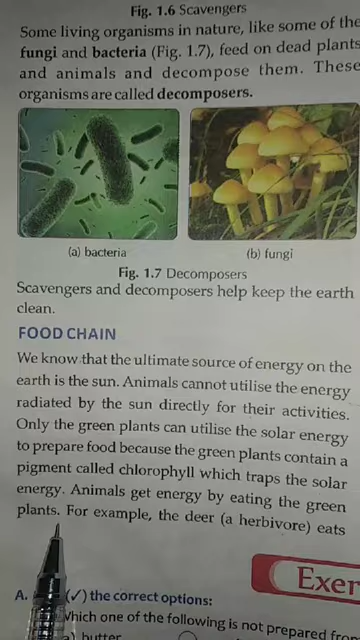 Fig. 1.6 Scavengers
Some living organisms in nature, like some of the
fungi and bacteria (Fig. 1.7), feed on dead plants
and animals and decompose them. These
organisms are called decomposers.
(a) bacteria
(b) fungi
Fig. 1.7 Decomposers
Scavengers and decomposers help keep the earth
clean.
FOOD CHAIN
We know that the ultimate source of energy on the
earth is the sun. Animals cannot utilise the energy
radiated by the sun directly for their activities.
Only the green plants can utilise the solar energy
to prepare food because the green plants contain a
pigment called chlorophyll which traps the solar
energy. Animals get energy by eating the green
plants. For example, the deer (a herbivore) eats
Exer
A. (✓) the correct options:
Which one of the following is not prepared
butter